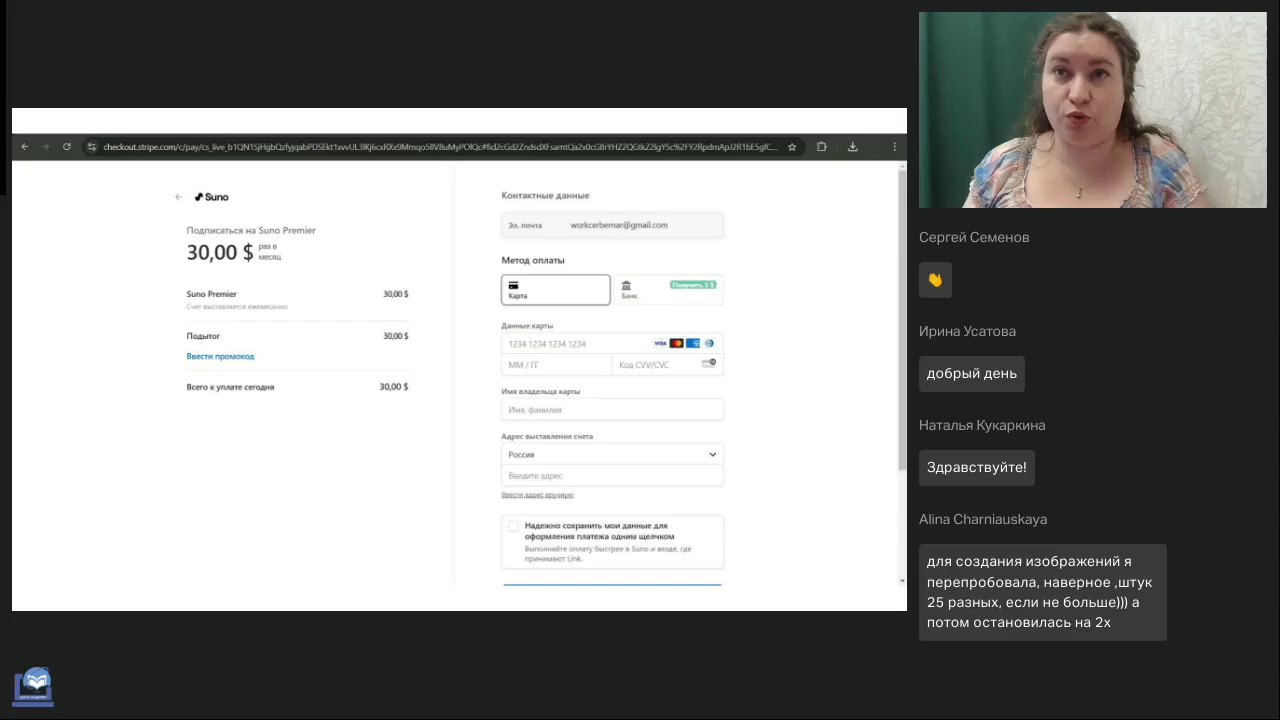 Suno
Подписаться на Suno Premier
30,00 $ раз в
месяц
Suno Premier 30,00 $
Счет выставляется ежемесячно
Подытог 30,00 $
Ввести промокод
Всего к уплате сегодня 30,00 $
Контактные данные
Эл. почта workcerbernar@gmail.com
Метод оплаты
Карта
Банк
Получить 5 $
Данные карты
1234 1234 1234 1234 VISA
ММ / ГГ Код CVV/CVC
Имя владельца карты
Имя, фамилия
Адрес выставления счета
Россия
Введите адрес
Ввести адрес вручную
Надежно сохранить мои данные для
оформления платежа одним щелчком
Выполняйте оплату быстрее в Suno и везде, где
принимают Link.
Сергей Семенов
👋
Ирина Усатова
добрый день
Наталья Кукаркина
Здравствуйте!
Alina Charniauskaya
для создания изображений я
перепробовала, наверное ,штук
25 разных, если не больше))) а
потом остановилась на 2х